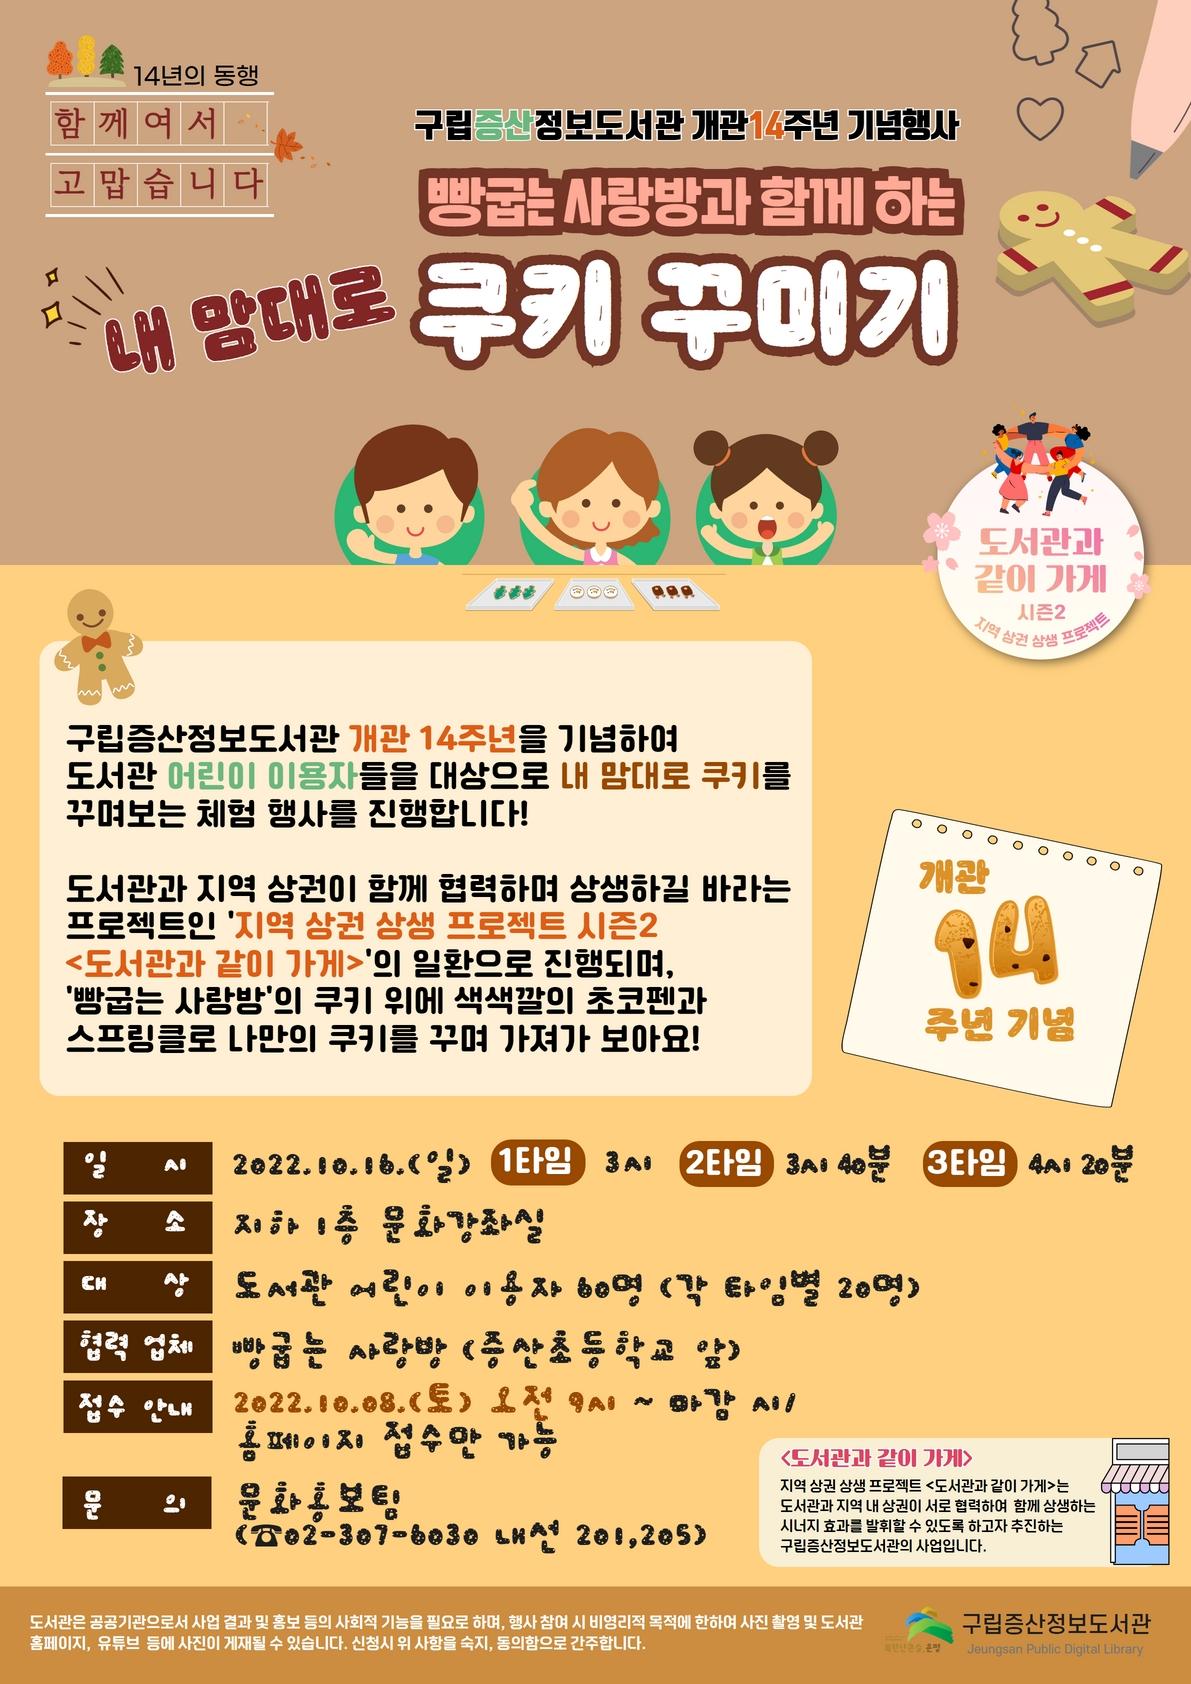 14년의 동행
함께여서
고맙습니다
구립증산정보도서관 개관14주년 기념행사
빵굽는 사랑방과 함께 하는
내 맘대로 쿠키 꾸미기
도서관과
같이 가게
시즌2
지역 상권 상생 프로젝트
구립증산정보도서관 개관 14주년을 기념하여
도서관 어린이 이용자들을 대상으로 내 맘대로 쿠키를
꾸며보는 체험 행사를 진행합니다!
도서관과 지역 상권이 함께 협력하며 상생하길 바라는
프로젝트인 '지역 상권 상생 프로젝트 시즌2
<도서관과 같이 가게>'의 일환으로 진행되며,
'빵굽는 사랑방'의 쿠키 위에 색색깔의 초코펜과
스프링클로 나만의 쿠키를 꾸며 가져가 보아요!
개관
14
주년 기념
일 시 2022.10.16.(일) 1타임 3시 2타임 3시 40분 3타임 4시 20분
장 소 지하 1층 문화강좌실
대 상 도서관 어린이 이용자 60명 (각 타임별 20명)
협력 업체 빵굽는 사랑방 (증산초등학교 앞)
접수 안내 2022.10.08.(토) 오전 9시 ~ 마감 시/
홈페이지 접수만 가능
문 의 문화홍보팀
(☎02-307-6030 내선 201,205)
<도서관과 같이 가게>
지역 상권 상생 프로젝트 <도서관과 같이 가게>는
도서관과 지역 내 상권이 서로 협력하여 함께 상생하는
시너지 효과를 발휘할 수 있도록 하고자 추진하는
구립증산정보도서관의 사업입니다.
도서관은 공공기관으로서 사업 결과 및 홍보 등의 사회적 기능을 필요로 하며, 행사 참여 시 비영리적 목적에 한하여 사진 촬영 및 도서관
홈페이지, 유튜브 등에 사진이 게재될 수 있습니다. 신청시 위 사항을 숙지, 동의함으로 간주합니다.
은평
구립증산정보도서관
Jeungsan Public Digital Library